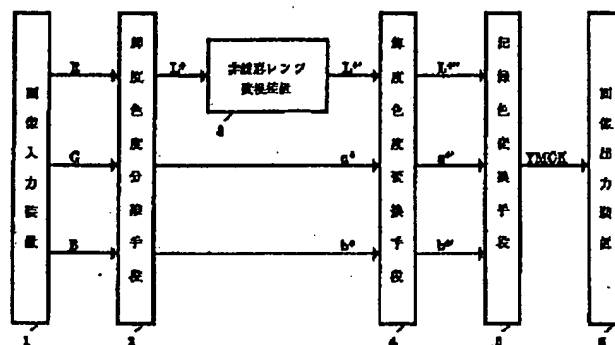 画像入力装置
R
G
B
明度色度分離手段
L*
非線形レンジ
変換装置
3
L*'
a*
b*
明度色度変換手段
L*''
a*'
b*'
記録色変換手段
YMCK
画像出力装置
1
2
4
5
6